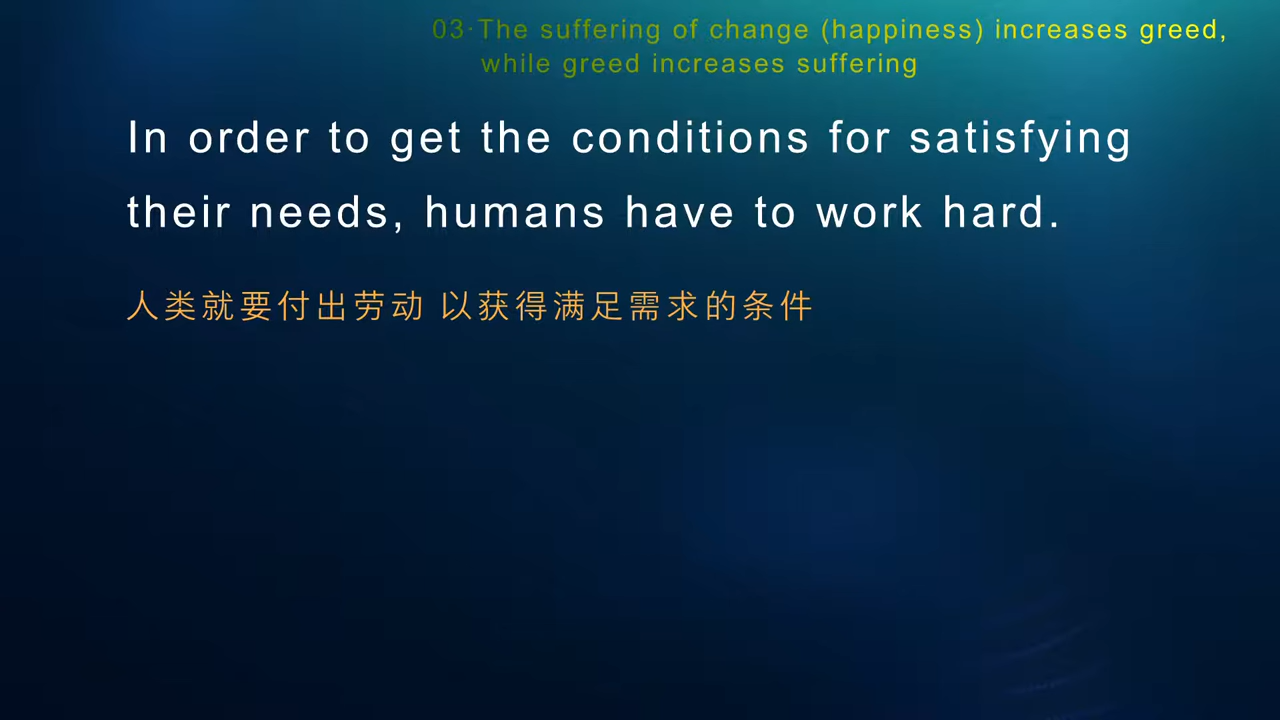 03·The suffering of change (happiness) increases greed,
while greed increases suffering
In order to get the conditions for satisfying
their needs, humans have to work hard.
人类就要付出劳动 以获得满足需求的条件